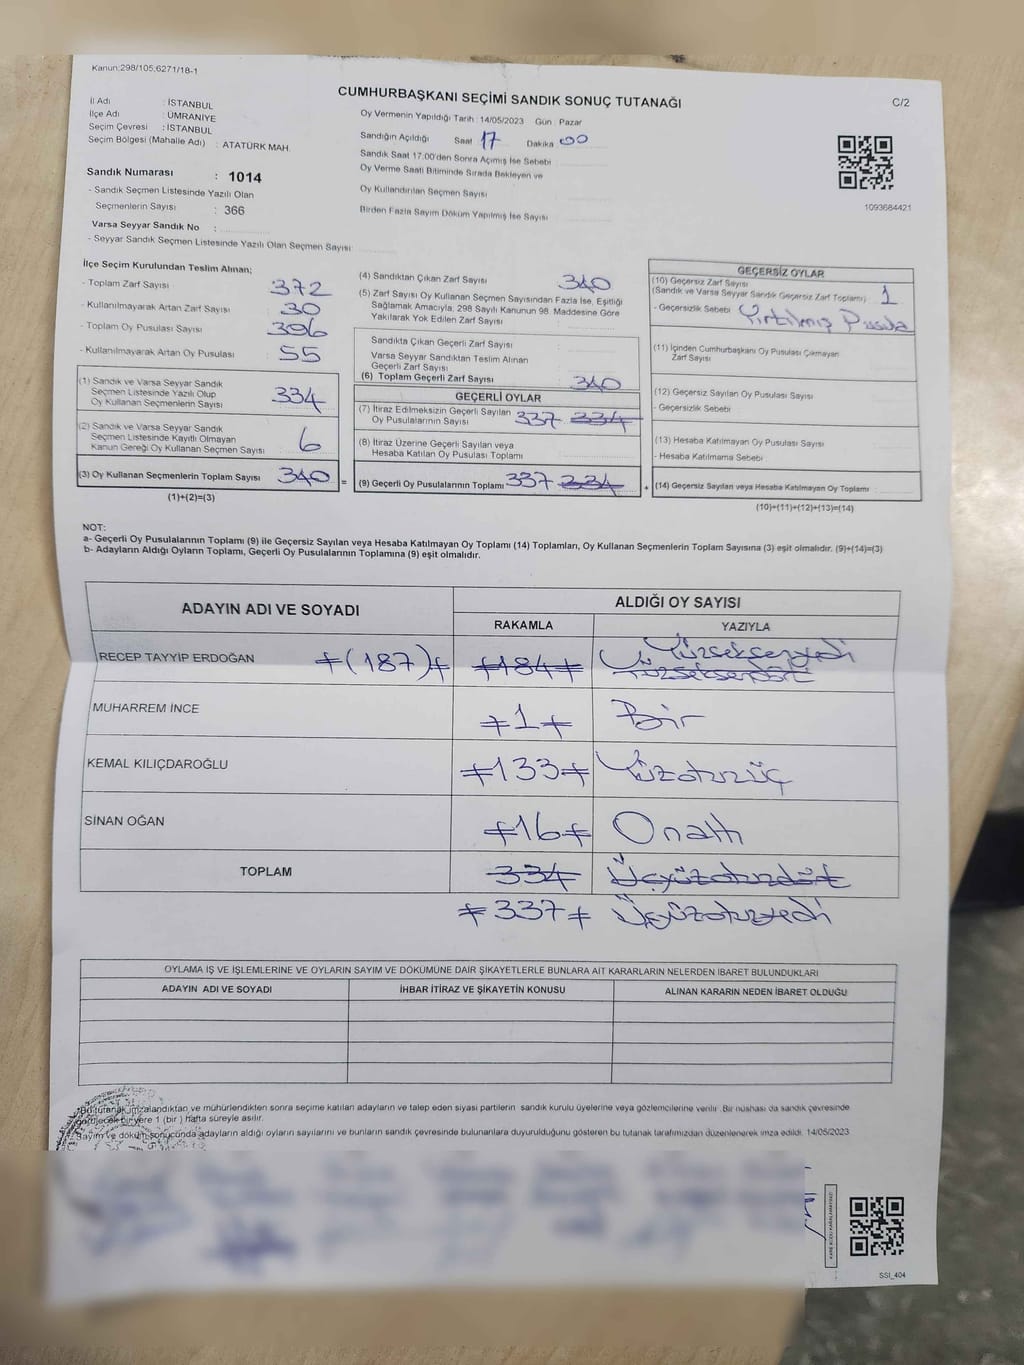 Kanun:298/105,6271/18-1
CUMHURBAŞKANI SEÇİMİ SANDIK SONUÇ TUTANAĞI
C/2
İl Adı : İSTANBUL
İlçe Adı : ÜMRANİYE
Seçim Çevresi : İSTANBUL
Seçim Bölgesi (Mahalle Adı) : ATATÜRK MAH.
Sandık Numarası : 1014
- Sandık Seçmen Listesinde Yazılı Olan
Seçmenlerin Sayısı : 366
Varsa Seyyar Sandık No :
- Seyyar Sandık Seçmen Listesinde Yazılı Olan Seçmen Sayısı
Oy Vermenin Yapıldığı Tarih : 14/05/2023 Gün : Pazar
Sandığın Açıldığı Saat 17 Dakika 00
Sandık Saat 17:00'den Sonra Açımış İse Sebebi
Oy Verme Saati Bitiminde Sırada Bekleyen ve
Oy Kullandırılan Seçmen Sayısı
Birden Fazla Sayım Döküm Yapılmış İse Sayısı
1093684421
İlçe Seçim Kurulundan Teslim Alınan;
- Toplam Zarf Sayısı 372
- Kullanılmayarak Artan Zarf Sayısı 30
- Toplam Oy Pusulası Sayısı 396
- Kullanılmayarak Artan Oy Pusulası 55
(1) Sandık ve Varsa Seyyar Sandık
Seçmen Listesinde Yazılı Olup
Oy Kullanan Seçmenlerin Sayısı 334
(2) Sandık ve Varsa Seyyar Sandık
Seçmen Listesinde Kayıtlı Olmayan
Kanun Gereği Oy Kullanan Seçmen Sayısı 6
(3) Oy Kullanan Seçmenlerin Toplam Sayısı 340 =
(1)+(2)=(3)
(4) Sandıktan Çıkan Zarf Sayısı 340
(5) Zarf Sayısı Oy Kullanan Seçmen Sayısından Fazla İse, Eşitliği
Sağlamak Amacıyla, 298 Sayılı Kanunun 98. Maddesine Göre
Yakılarak Yok Edilen Zarf Sayısı
Sandıkta Çıkan Geçerli Zarf Sayısı
Varsa Seyyar Sandıktan Teslim Alınan
Geçerli Zarf Sayısı
(6) Toplam Geçerli Zarf Sayısı 340
GEÇERLİ OYLAR
(7) İtiraz Edilmeksizin Geçerli Sayılan
Oy Pusulalarının Sayısı 337 334
(8) İtiraz Üzerine Geçerli Sayılan veya
Hesaba Katılan Oy Pusulası Toplamı
(9) Geçerli Oy Pusulalarının Toplamı 337 334 +
GEÇERSİZ OYLAR
(10) Geçersiz Zarf Sayısı
(Sandık ve Varsa Seyyar Sandık Geçersiz Zarf Toplamı) 1
- Geçersizlik Sebebi Yırtılmış Pusula
(11) İçinden Cumhurbaşkanı Oy Pusulası Çıkmayan
Zarf Sayısı
(12) Geçersiz Sayılan Oy Pusulası Sayısı
- Geçersizlik Sebebi
(13) Hesaba Katılmayan Oy Pusulası Sayısı
- Hesaba Katılmama Sebebi
(14) Geçersiz Sayılan veya Hesaba Katılmayan Oy Toplamı
(10)+(11)+(12)+(13)=(14)
NOT:
a- Geçerli Oy Pusulalarının Toplamı (9) ile Geçersiz Sayılan veya Hesaba Katılmayan Oy Toplamı (14) Toplamları, Oy Kullanan Seçmenlerin Toplam Sayısına (3) eşit olmalıdır. (9)+(14)=(3)
b- Adayların Aldığı Oyların Toplamı, Geçerli Oy Pusulalarının Toplamına (9) eşit olmalıdır.
ADAYIN ADI VE SOYADI
ALDIĞI OY SAYISI
RAKAMLA YAZIYLA
RECEP TAYYİP ERDOĞAN ≠(187)≠ ≠184≠ Yüzseksenyedi
Yüzseksendört
MUHARREM İNCE ≠1≠ Bir
KEMAL KILIÇDAROĞLU ≠133≠ Yüzotuzüç
SİNAN OĞAN ≠16≠ Onaltı
TOPLAM 334 Üçyüzotuzdört
≠337≠ Üçyüzotuzyedi
OYLAMA İŞ VE İŞLEMLERİNE VE OYLARIN SAYIM VE DÖKÜMÜNE DAİR ŞİKAYETLERLE BUNLARA AİT KARARLARIN NELERDEN İBARET BULUNDUKLARI
ADAYIN ADI VE SOYADI İHBAR İTİRAZ VE ŞİKAYETİN KONUSU ALINAN KARARIN NEDEN İBARET OLDUĞU
Bu tutanak imzalandıktan ve mühürlendikten sonra seçime katılan adayların ve talep eden siyasi partilerin sandık kurulu üyelerine veya gözlemcilerine verilir. Bir nüshası da sandık çevresinde
görülecek bir yere 1 (bir) hafta süreyle asılır.
Sayım ve döküm sonucunda adayların aldığı oyların sayılarını ve bunların sandık çevresinde bulunanlara duyurulduğunu gösteren bu tutanak tarafımızdan düzenlenerek imza edildi. 14/05/2023
SSI_404